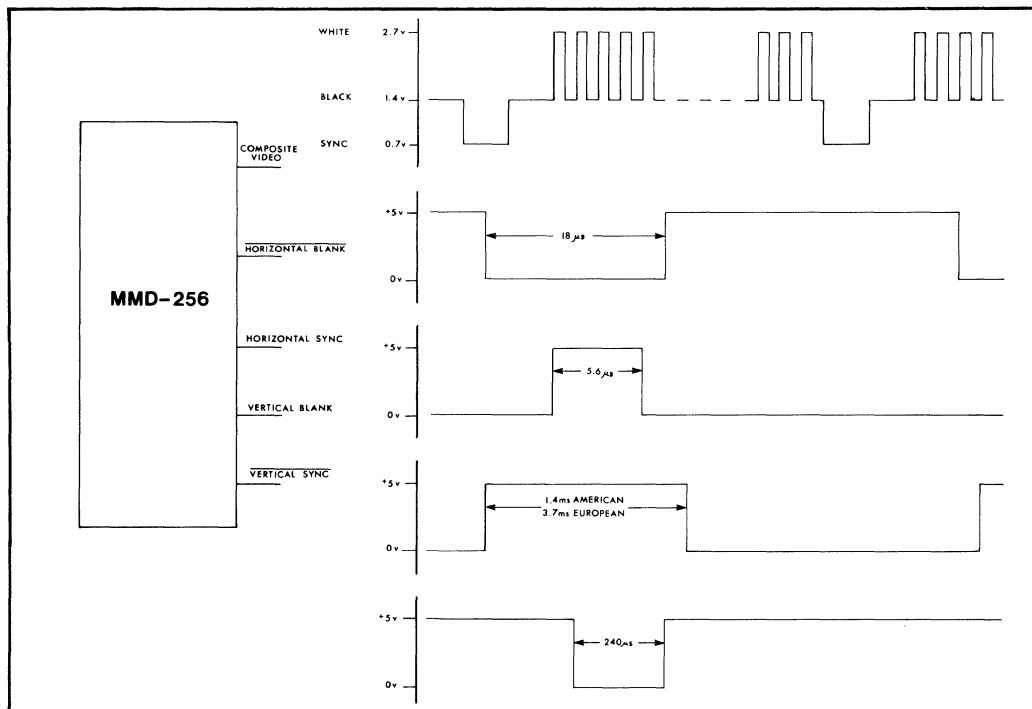 WHITE 2.7v
BLACK 1.4v
SYNC 0.7v
COMPOSITE
VIDEO
+5v
18µs
HORIZONTAL BLANK
0v
MMD-256
HORIZONTAL SYNC
+5v
5.6µs
VERTICAL BLANK
0v
VERTICAL SYNC
+5v
1.4ms AMERICAN
3.7ms EUROPEAN
0v
+5v
240µs
0v